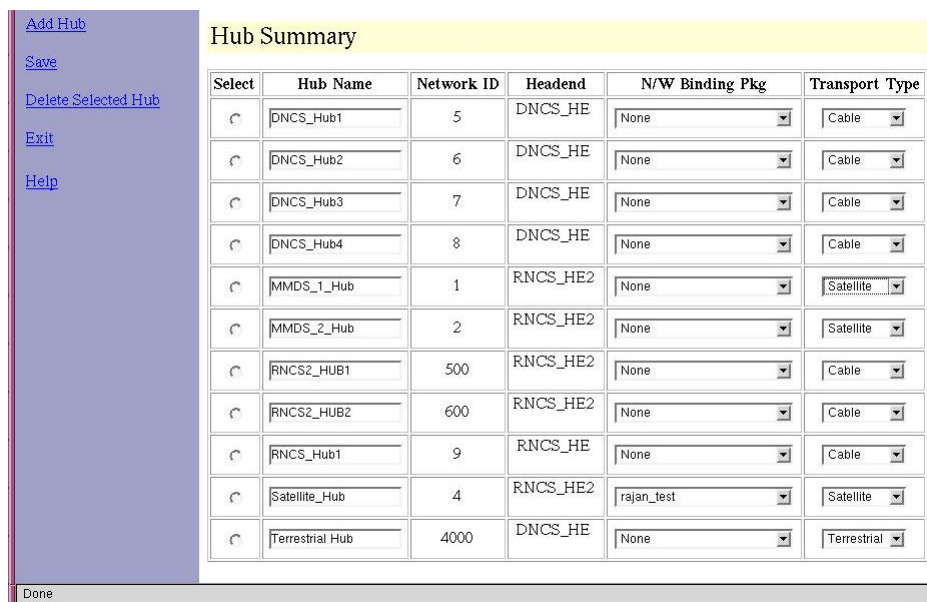 Add Hub
Save
Delete Selected Hub
Exit
Help
Hub Summary
Select Hub Name Network ID Headend N/W Binding Pkg Transport Type
DNCS_Hub1 5 DNCS_HE None Cable
DNCS_Hub2 6 DNCS_HE None Cable
DNCS_Hub3 7 DNCS_HE None Cable
DNCS_Hub4 8 DNCS_HE None Cable
MMDS_1_Hub 1 RNCS_HE2 None Satellite
MMDS_2_Hub 2 RNCS_HE2 None Satellite
RNCS2_HUB1 500 RNCS_HE2 None Cable
RNCS2_HUB2 600 RNCS_HE2 None Cable
RNCS_Hub1 9 RNCS_HE None Cable
Satellite_Hub 4 RNCS_HE2 rajan_test Satellite
Terrestrial Hub 4000 DNCS_HE None Terrestrial
Done